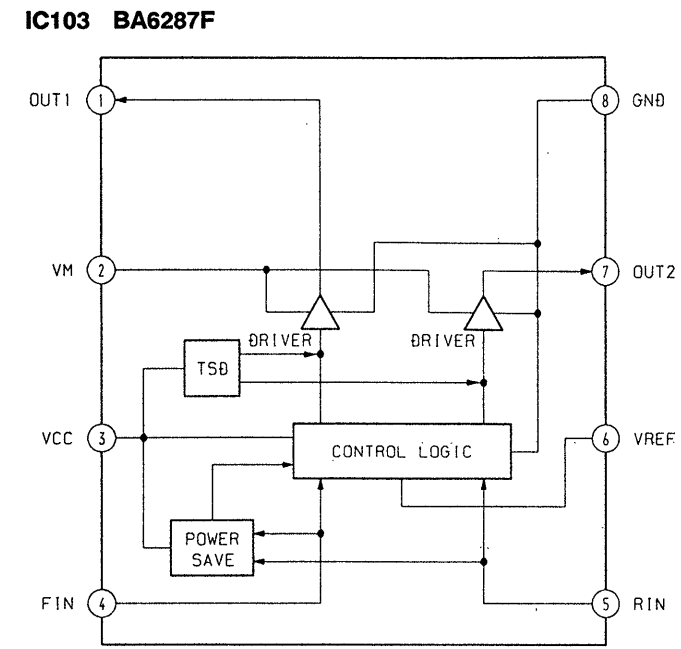 IC103 BA6287F
OUT1
1
8
GND
VM
2
7
OUT2
DRIVER
DRIVER
TSD
VCC
3
CONTROL LOGIC
6
VREF
POWER
SAVE
FIN
4
5
RIN